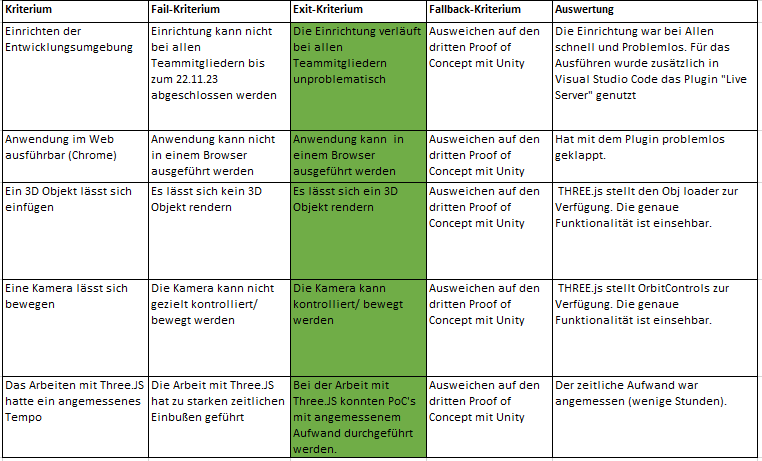 Kriterium
Fail-Kriterium
Exit-Kriterium
Fallback-Kriterium
Auswertung
Einrichten der
Entwicklungsumgebung
Einrichtung kann nicht
bei allen
Teammitgliedern bis
zum 22.11.23
abgeschlossen werden
Die Einrichtung verläuft
bei allen
Teammitgliedern
unproblematisch
Ausweichen auf den
dritten Proof of
Concept mit Unity
Die Einrichtung war bei Allen
schnell und Problemlos. Für das
Ausführen wurde zusätzlich in
Visual Studio Code das Plugin "Live
Server" genutzt
Anwendung im Web
ausführbar (Chrome)
Anwendung kann nicht
in einem Browser
ausgeführt werden
Anwendung kann  in
einem Browser
ausgeführt werden
Ausweichen auf den
dritten Proof of
Concept mit Unity
Hat mit dem Plugin problemlos
geklappt.
Ein 3D Objekt lässt sich
einfügen
Es lässt sich kein 3D
Objekt rendern
Es lässt sich ein 3D
Objekt rendern
Ausweichen auf den
dritten Proof of
Concept mit Unity
THREE.js stellt den Obj loader zur
Verfügung. Die genaue
Funktionalität ist einsehbar.
Eine Kamera lässt sich
bewegen
Die Kamera kann nicht
gezielt kontrolliert/
bewegt werden
Die Kamera kann
kontrolliert/ bewegt
werden
Ausweichen auf den
dritten Proof of
Concept mit Unity
THREE.js stellt OrbitControls zur
Verfügung. Die genaue
Funktionalität ist einsehbar.
Das Arbeiten mit Three.JS
hatte ein angemessenes
Tempo
Die Arbeit mit Three.JS
hat zu starken zeitlichen
Einbußen geführt
Bei der Arbeit mit
Three.JS konnten PoC's
mit angemessenem
Aufwand durchgeführt
werden.
Ausweichen auf den
dritten Proof of
Concept mit Unity
Der zeitliche Aufwand war
angemessen (wenige Stunden).